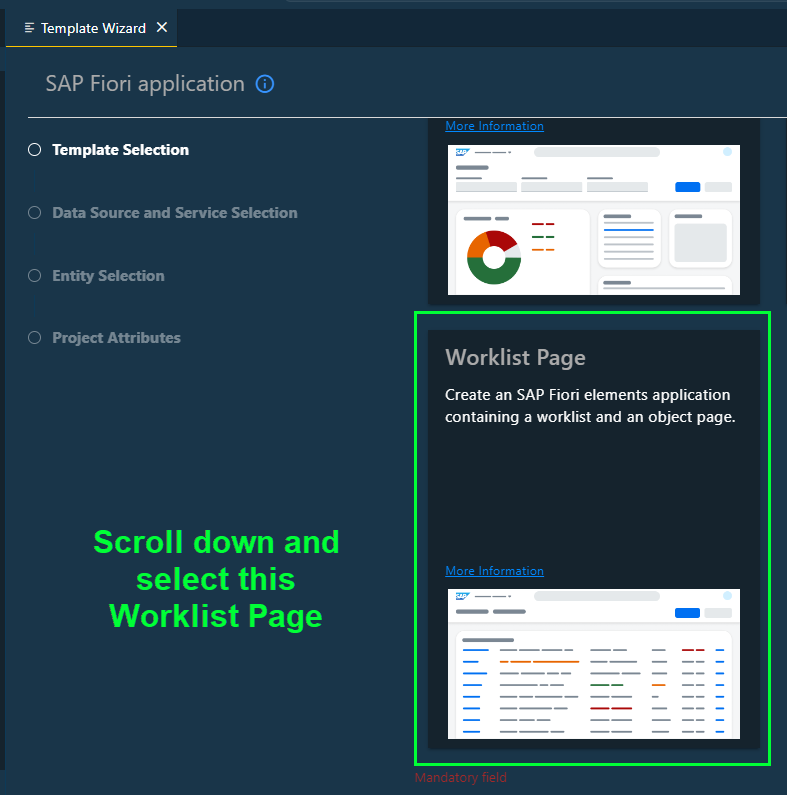 Template Wizard
SAP Fiori application
Template Selection
Data Source and Service Selection
Entity Selection
Project Attributes
More Information
SAP
Worklist Page
Create an SAP Fiori elements application
containing a worklist and an object page.
More Information
SAP
Scroll down and
select this
Worklist Page
Mandatory field